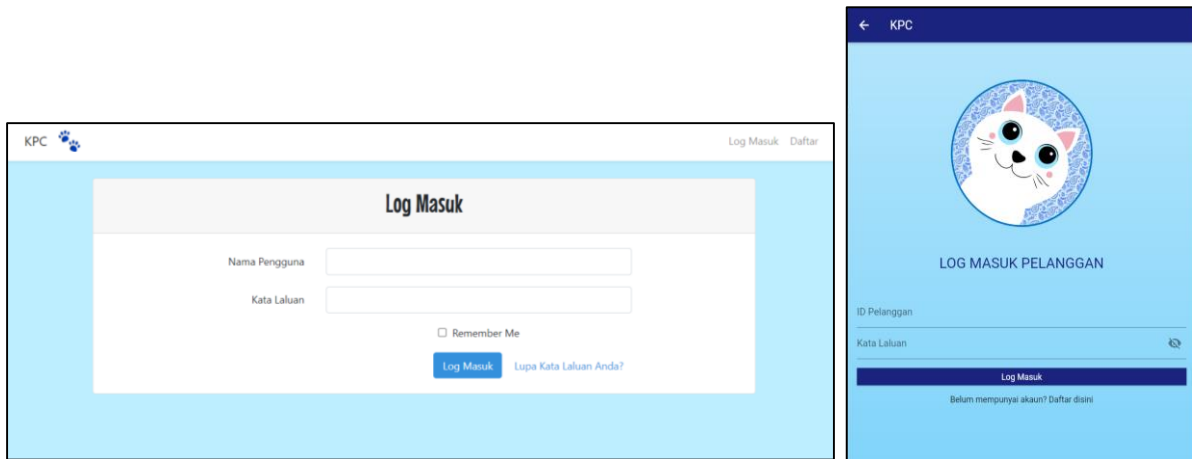 KPC
Log Masuk Daftar
Log Masuk
Nama Pengguna
Kata Laluan
Remember Me
Log Masuk Lupa Kata Laluan Anda?
KPC
LOG MASUK PELANGGAN
ID Pelanggan
Kata Laluan
Log Masuk
Belum mempunyai akaun? Daftar disini